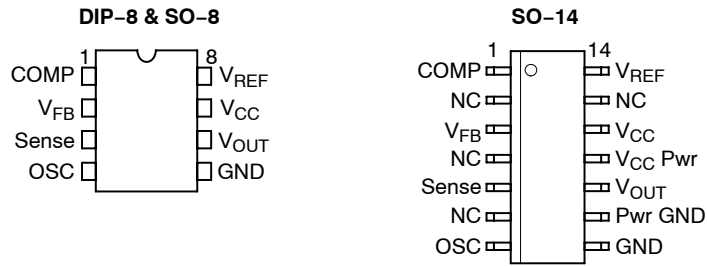 DIP–8 & SO–8
1 8
COMP VREF
VFB VCC
Sense VOUT
OSC GND
SO–14
1 14
COMP VREF
NC NC
VFB VCC
NC VCC Pwr
Sense VOUT
NC Pwr GND
OSC GND